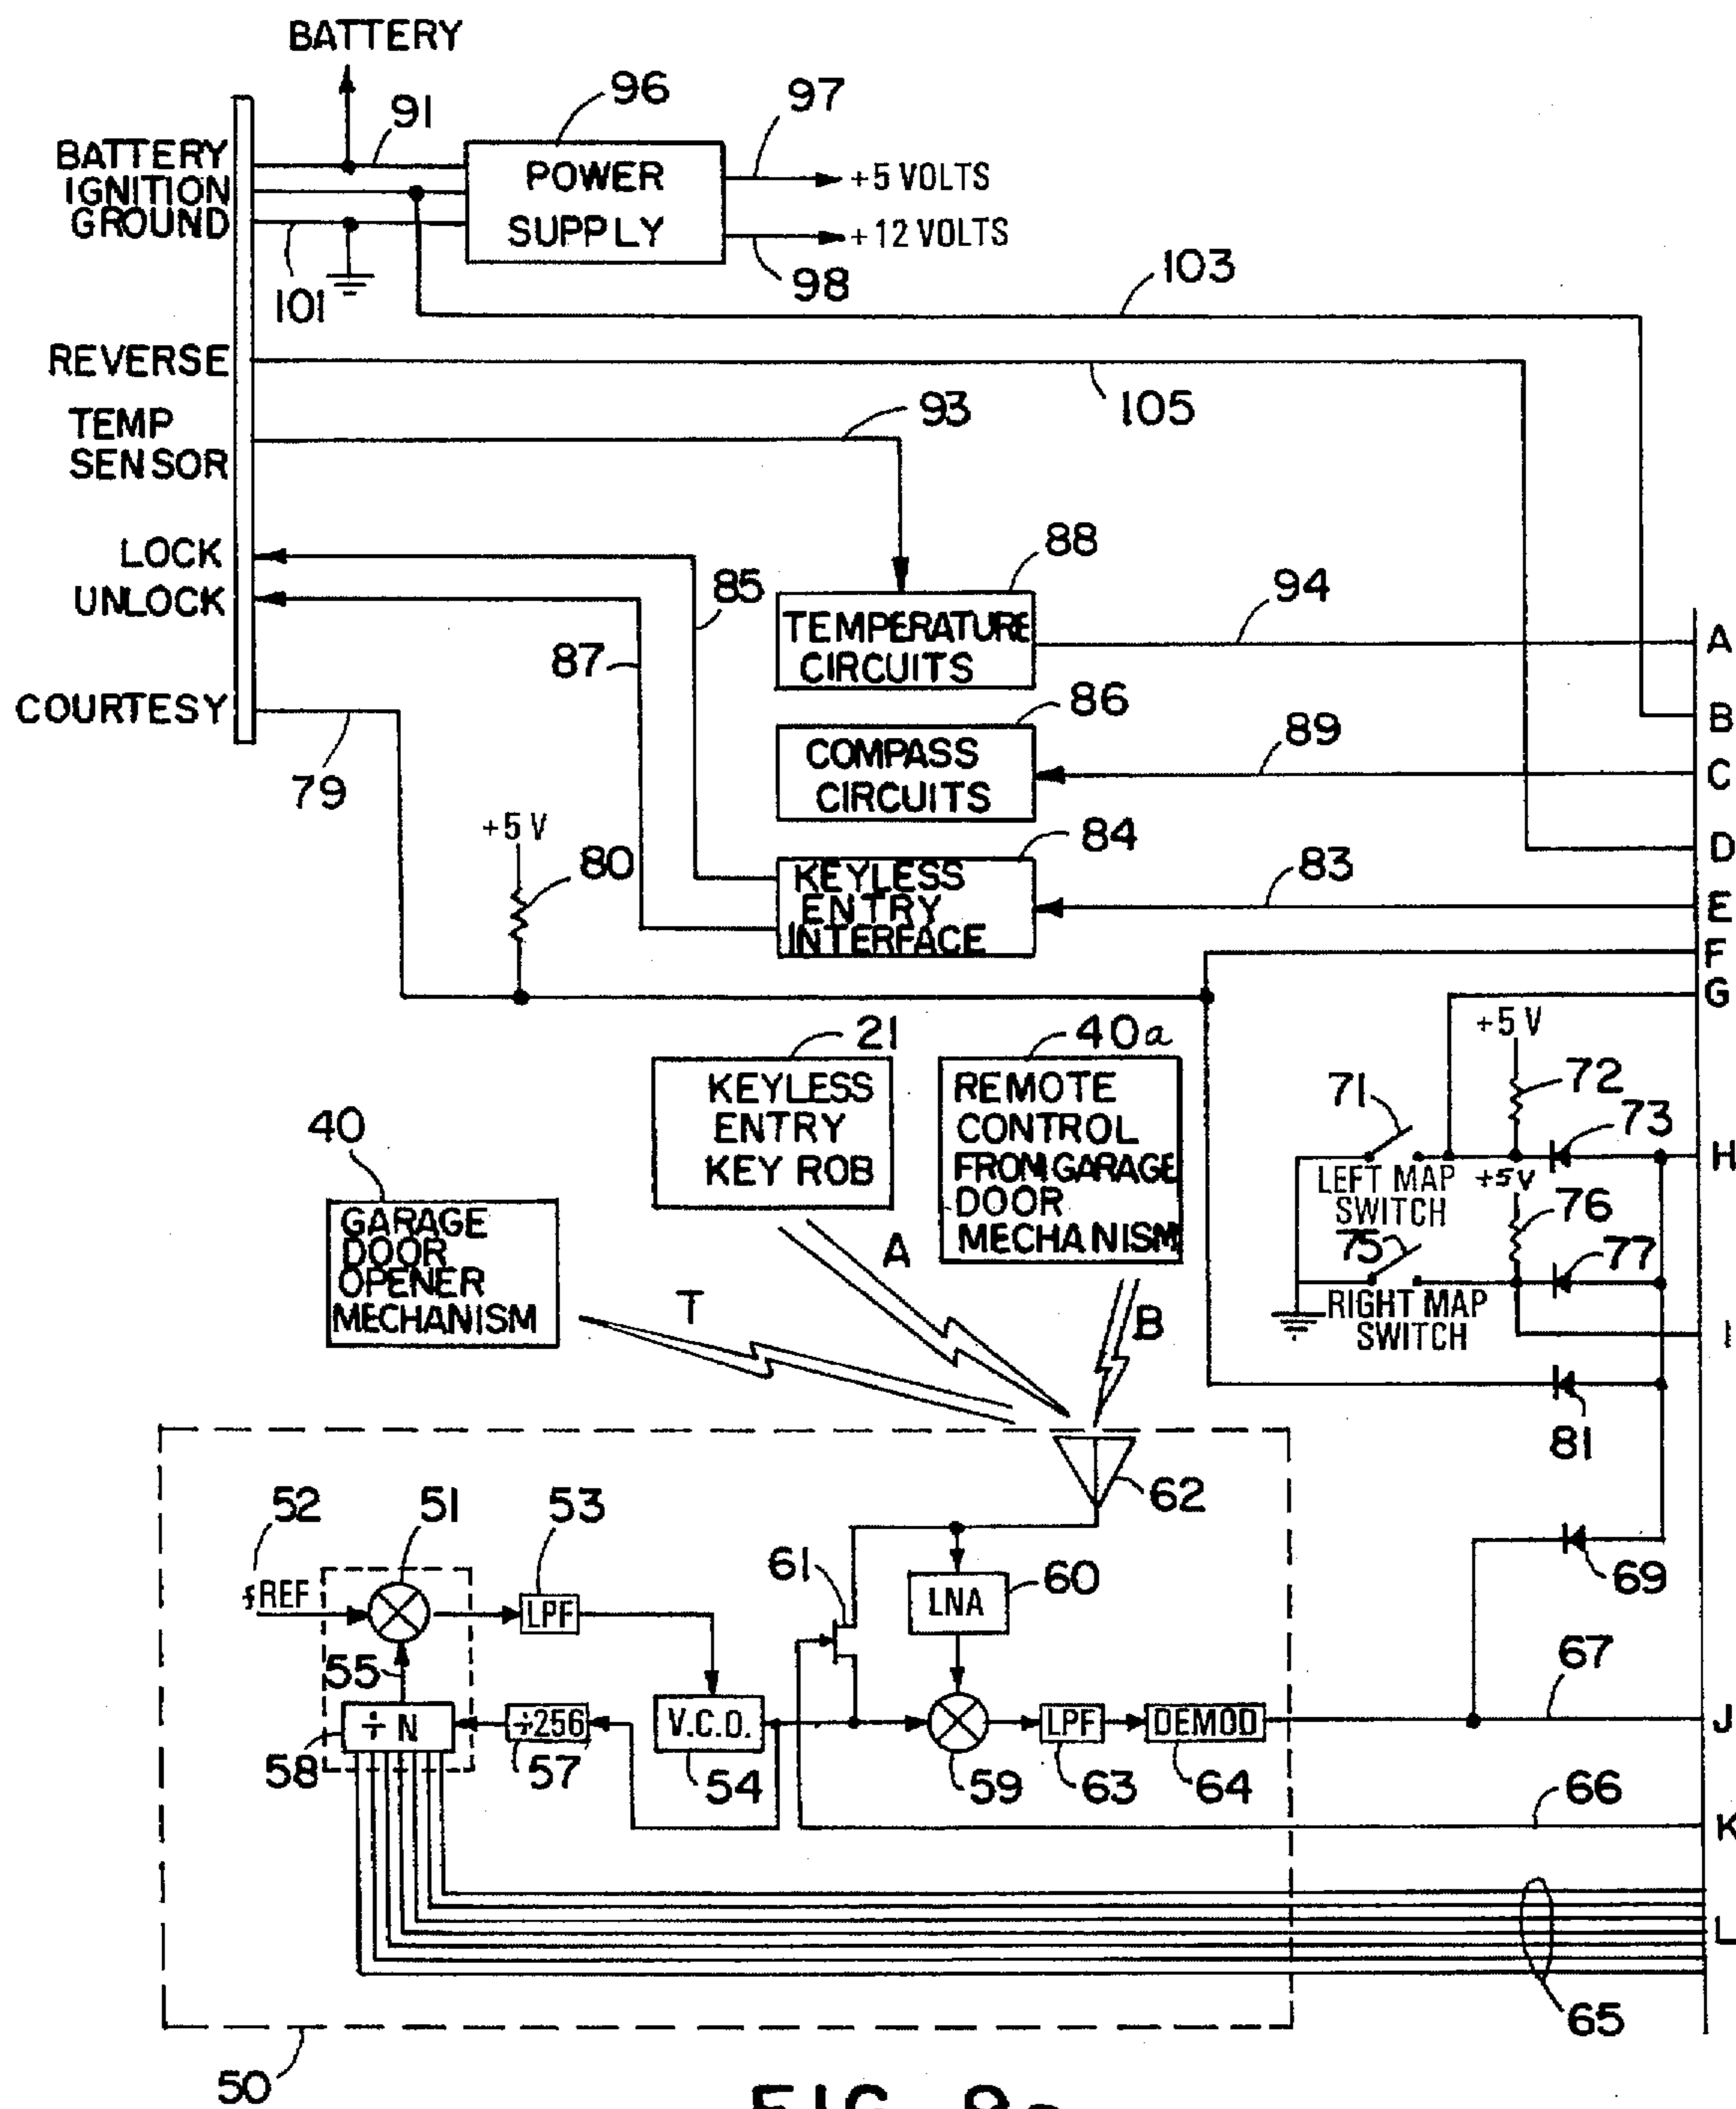 BATTERY
91
96
97
BATTERY
IGNITION
GROUND
POWER
SUPPLY
+5 VOLTS
+12 VOLTS
101
98
103
REVERSE
105
TEMP
SENSOR
93
LOCK
UNLOCK
85
87
88
TEMPERATURE
CIRCUITS
94
A
COURTESY
79
86
COMPASS
CIRCUITS
89
B
C
+5 V
80
84
KEYLESS
ENTRY
INTERFACE
83
D
E
F
G
21
KEYLESS
ENTRY
KEY ROB
40a
REMOTE
CONTROL
FROM GARAGE
DOOR
MECHANISM
+5 V
71
72
73
H
LEFT MAP
SWITCH
+5V
76
75
77
RIGHT MAP
SWITCH
I
81
40
GARAGE
DOOR
OPENER
MECHANISM
T
A
B
62
52
51
53
fREF
LPF
61
LNA
60
69
55
÷ N
58
÷256
57
V.C.O.
54
59
LPF
63
DEMOD
64
67
J
66
K
L
65
50